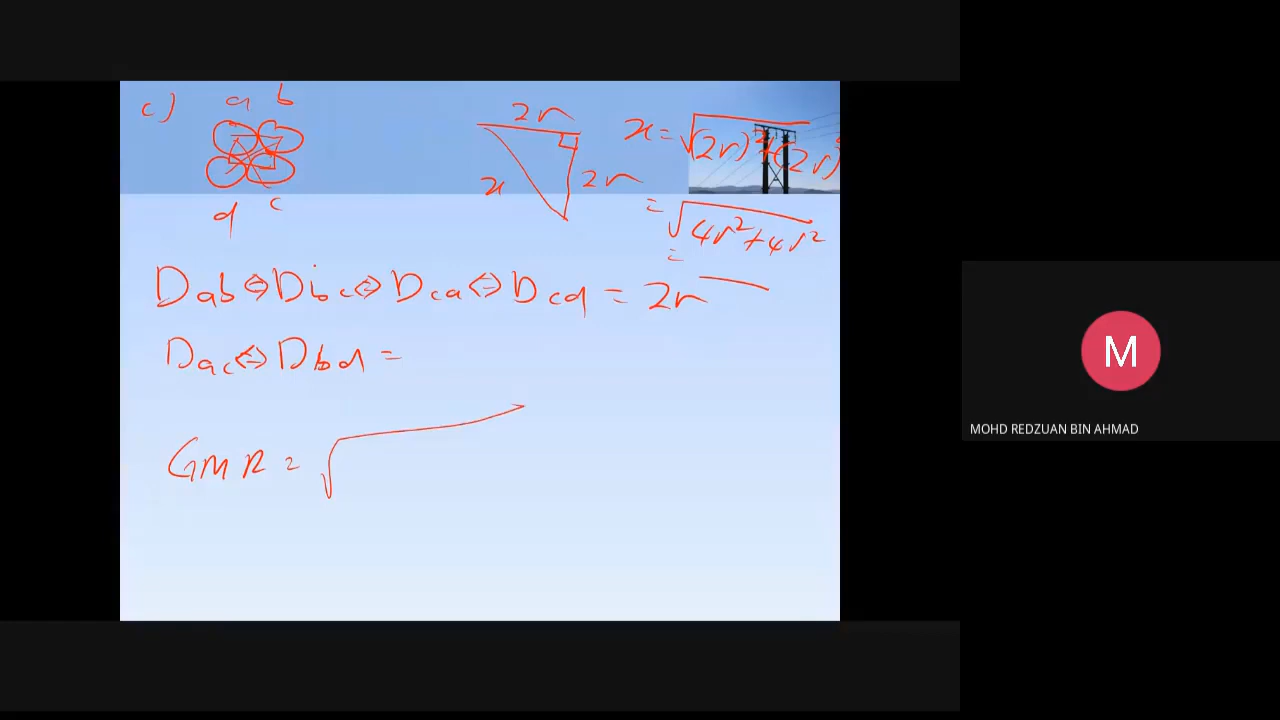 c)
a b
d c
2r
x
2r
x = √(2r)² + (2r)²
= √4r² + 4r²
=
Dab ⇔ Dbc ⇔ Dca ⇔ Dcd = 2r
Dac ⇔ Dbd =
GMR = √
M
MOHD REDZUAN BIN AHMAD